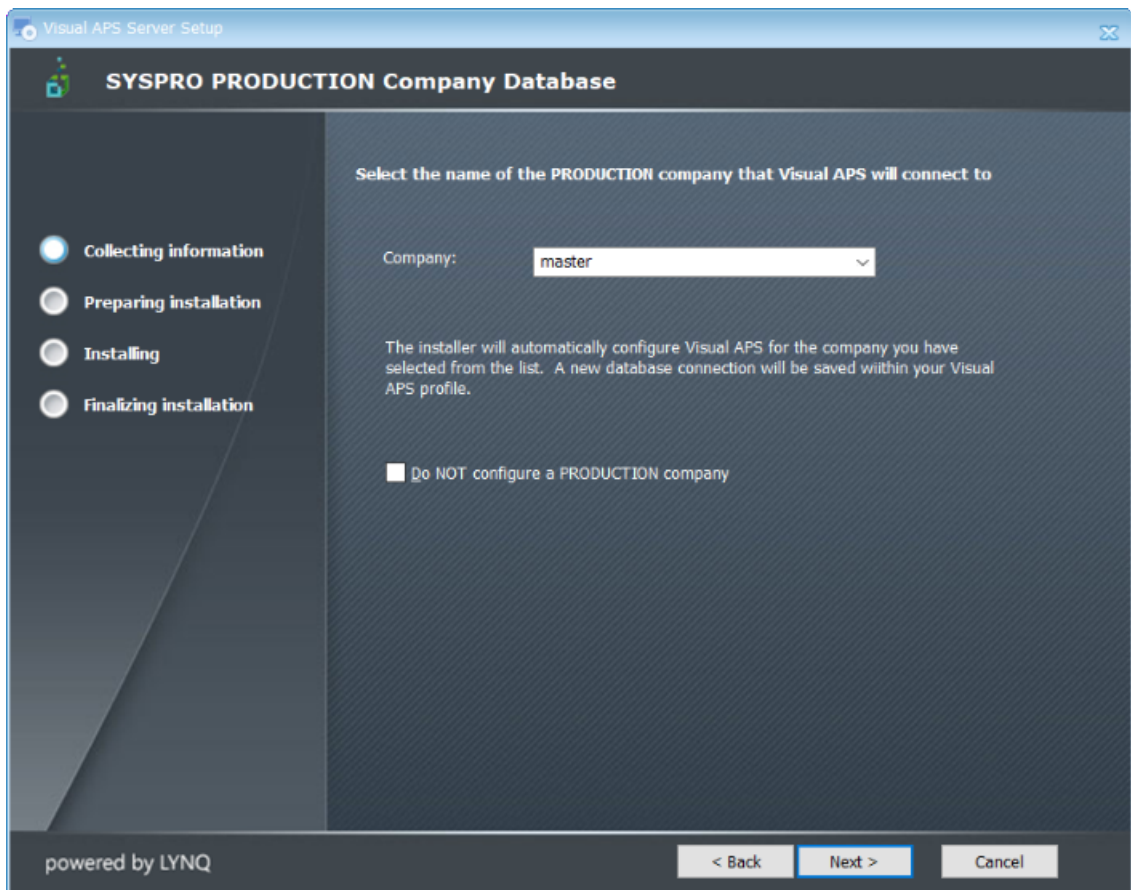 Visual APS Server Setup
SYSPRO PRODUCTION Company Database
Select the name of the PRODUCTION company that Visual APS will connect to
Collecting information
Preparing installation
Installing
Finalizing installation
Company:
master
The installer will automatically configure Visual APS for the company you have
selected from the list.  A new database connection will be saved wiithin your Visual
APS profile.
Do NOT configure a PRODUCTION company
powered by LYNQ
< Back
Next >
Cancel